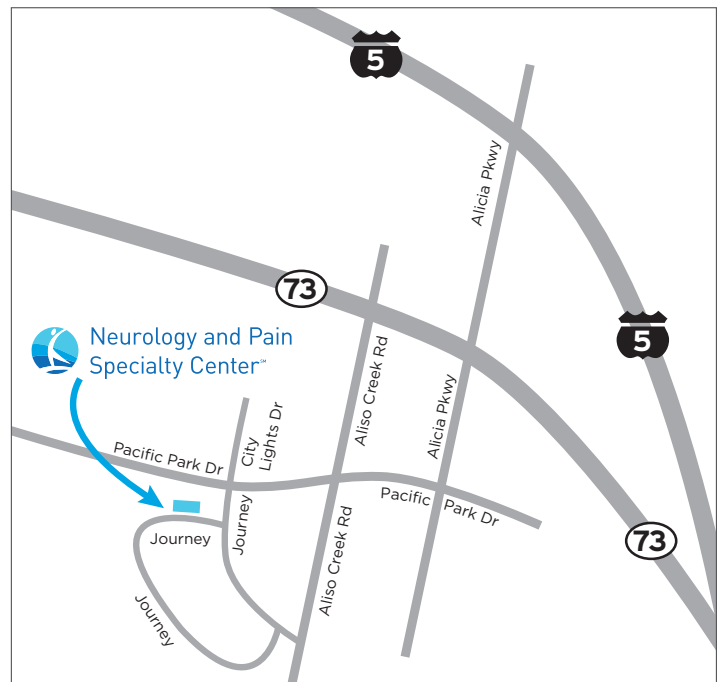 5
Alicia Pkwy
73
5
Neurology and Pain
Specialty Center℠
Aliso Creek Rd
Alicia Pkwy
City
Lights Dr
Pacific Park Dr
Pacific Park Dr
Journey
Journey
73
Aliso Creek Rd
Journey